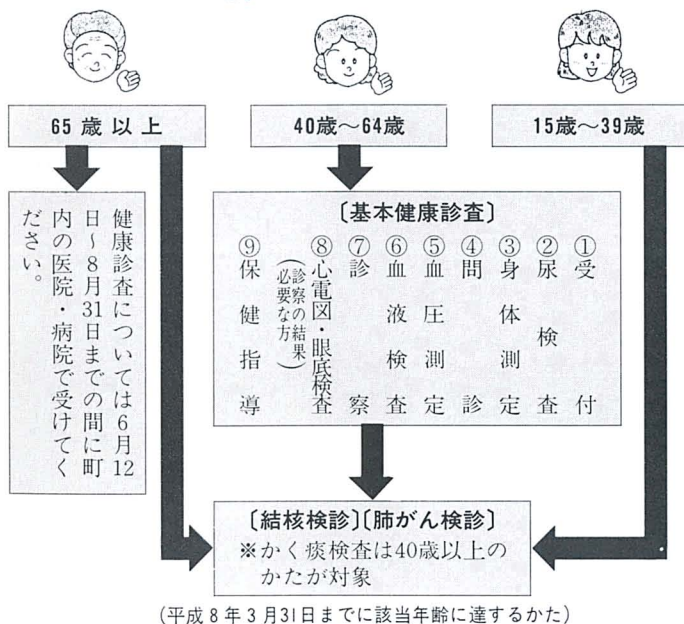 65歳以上
40歳〜64歳
15歳〜39歳
健康診査については6月12
日〜8月31日までの間に町
内の医院・病院で受けてく
ださい。
〔基本健康診査〕
①受付
②尿検査
③身体測定
④問診
⑤血圧測定
⑥血液検査
⑦診察
⑧心電図・眼底検査
(診察の結果
必要な方)
⑨保健指導
〔結核検診〕〔肺がん検診〕
※かく痰検査は40歳以上の
かたが対象
(平成8年3月31日までに該当年齢に達するかた)